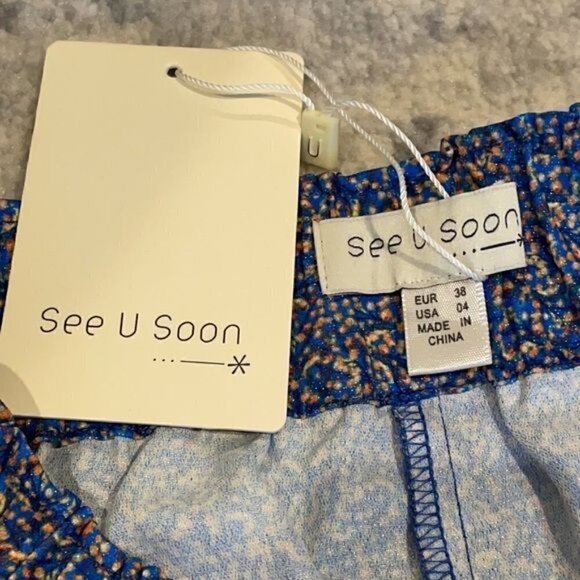 See U Soon
...—*
U
See U Soon
...—*
EUR 38
USA 04
MADE IN
CHINA